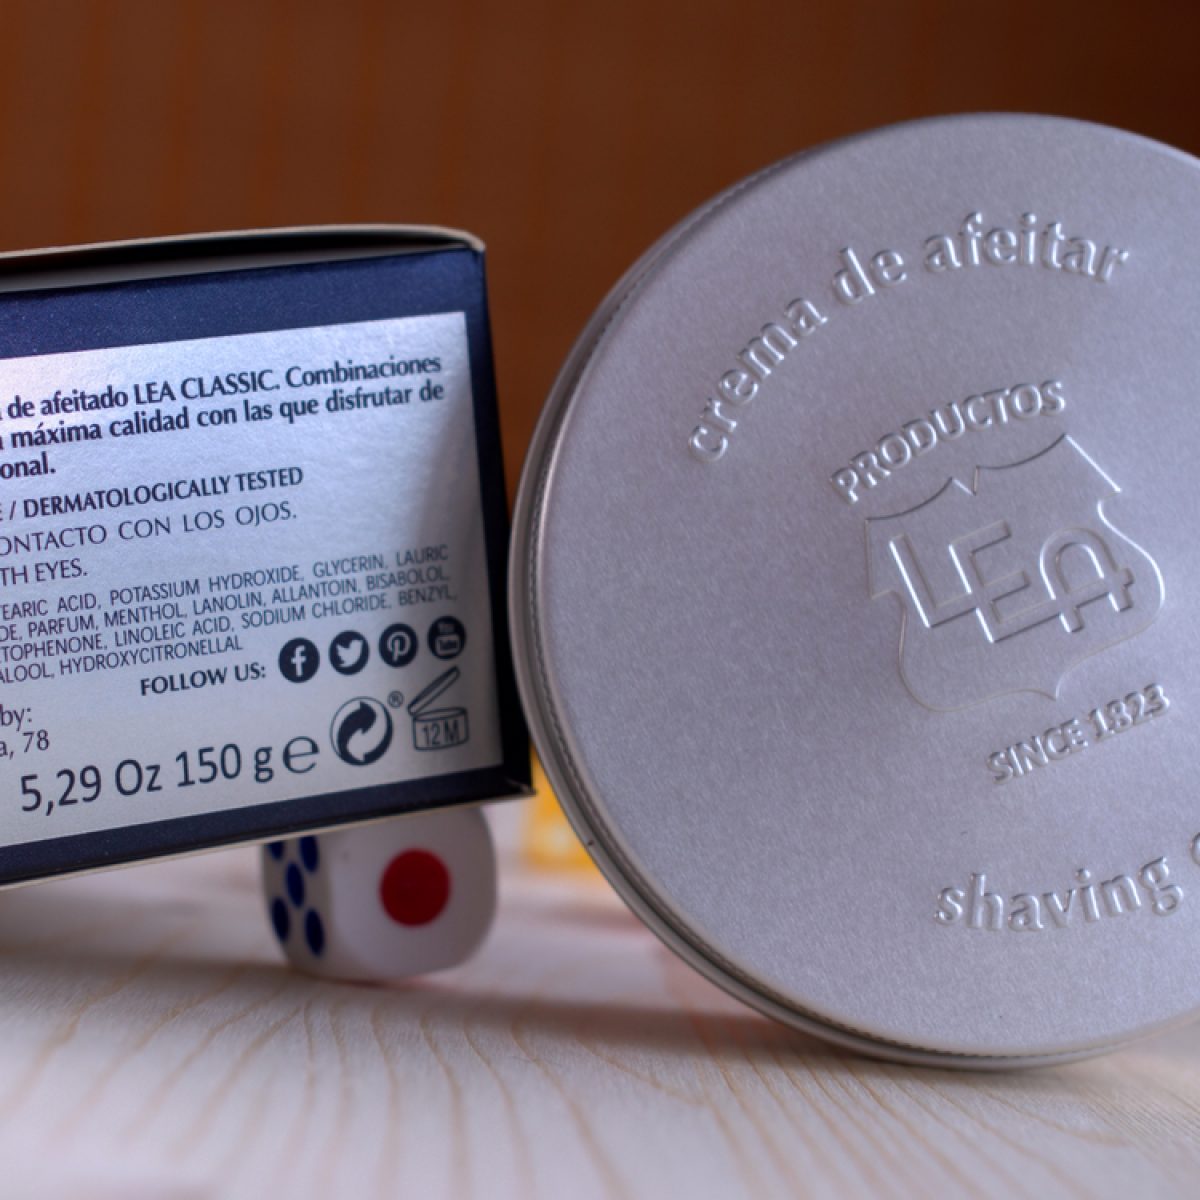 de afeitado LEA CLASSIC. Combinaciones
máxima calidad con las que disfrutar de
onal.
/ DERMATOLOGICALLY TESTED
ONTACTO CON LOS OJOS.
TH EYES.
TEARIC ACID, POTASSIUM HYDROXIDE, GLYCERIN, LAURIC
DE, PARFUM, MENTHOL, LANOLIN, ALLANTOIN, BISABOLOL,
TOPHENONE, LINOLEIC ACID, SODIUM CHLORIDE, BENZYL,
ALOOL, HYDROXYCITRONELLAL
FOLLOW US:
You Tube
by:
a, 78
5,29 Oz 150 g e
®
12 M
crema de afeitar
PRODUCTOS
LEA
SINCE 1823
shaving